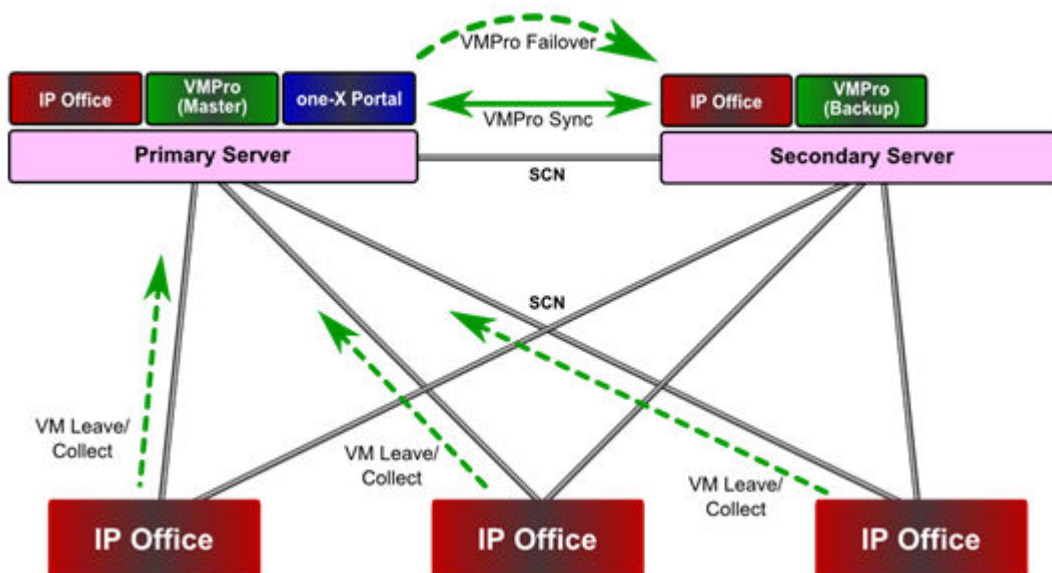 VMPro Failover
IP Office
VMPro
(Master)
one-X Portal
VMPro Sync
IP Office
VMPro
(Backup)
Primary Server
Secondary Server
SCN
SCN
VM Leave/
Collect
VM Leave/
Collect
VM Leave/
Collect
IP Office
IP Office
IP Office